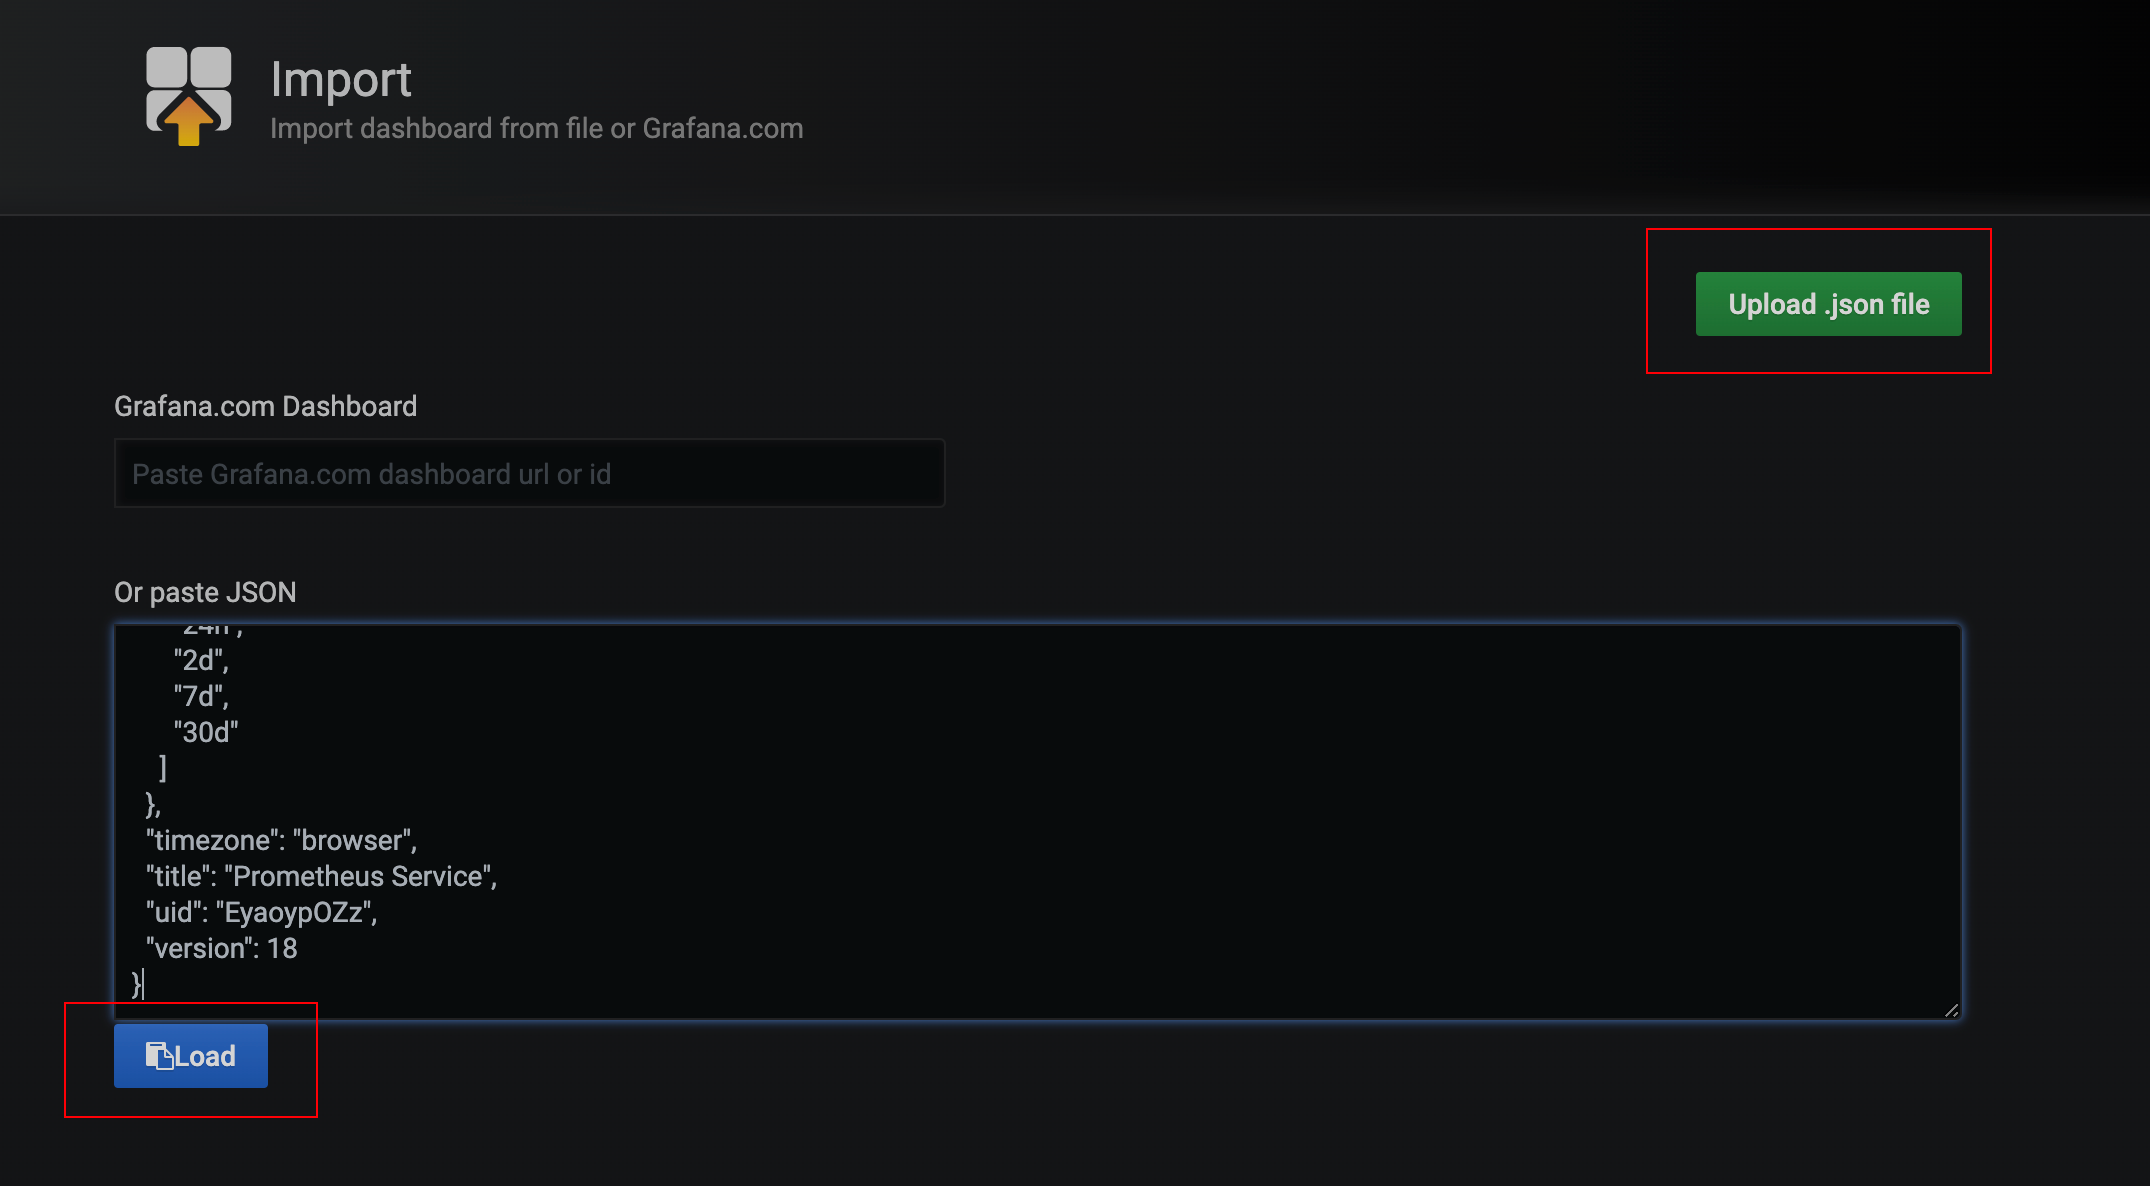 Import
Import dashboard from file or Grafana.com
Upload .json file
Grafana.com Dashboard
Paste Grafana.com dashboard url or id
Or paste JSON
"24h",
"2d",
"7d",
"30d"
]
},
"timezone": "browser",
"title": "Prometheus Service",
"uid": "EyaoypOZz",
"version": 18
}
Load